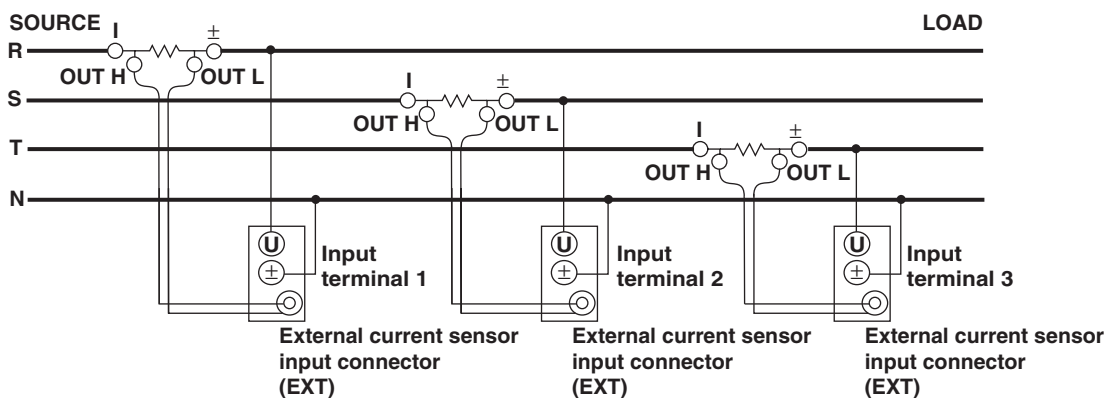 SOURCE I ± LOAD
R
OUT H OUT L
I ±
S
OUT H OUT L
I ±
T
OUT H OUT L
N
U U U
± Input terminal 1
± Input terminal 2
± Input terminal 3
External current sensor input connector (EXT)
External current sensor input connector (EXT)
External current sensor input connector (EXT)